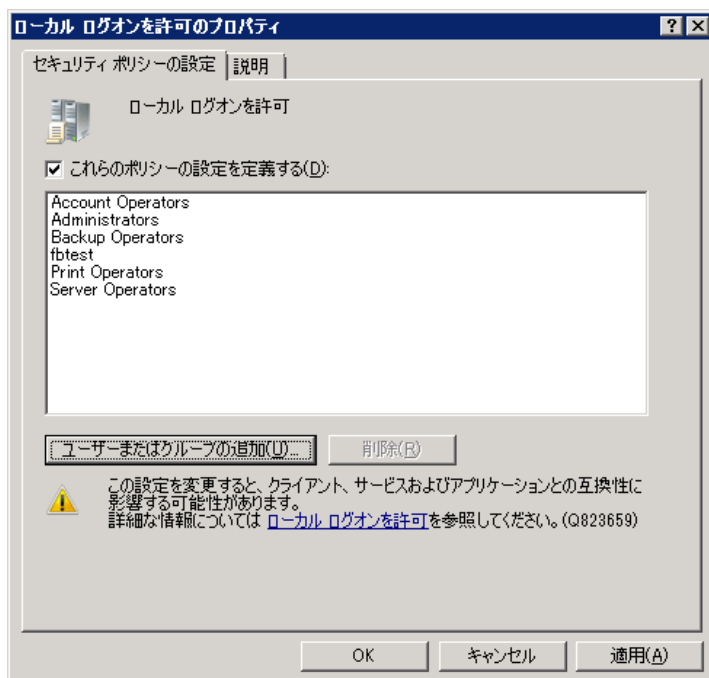 ローカル ログオンを許可のプロパティ
セキュリティ ポリシーの設定 説明
ローカル ログオンを許可
これらのポリシーの設定を定義する(D):
Account Operators
Administrators
Backup Operators
fbtest
Print Operators
Server Operators
ユーザーまたはグループの追加(U)... 削除(R)
この設定を変更すると、クライアント、サービスおよびアプリケーションとの互換性に
影響する可能性があります。
詳細な情報については ローカル ログオンを許可を参照してください。(Q823659)
OK キャンセル 適用(A)